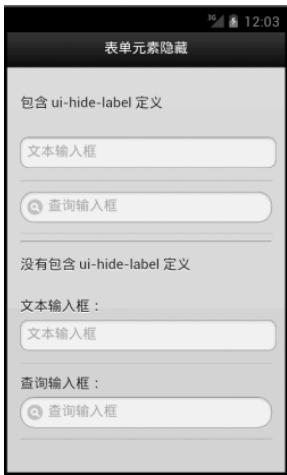 3G 12:03
表单元素隐藏
包含 ui-hide-label 定义
文本输入框
查询输入框
没有包含 ui-hide-label 定义
文本输入框：
文本输入框
查询输入框：
查询输入框